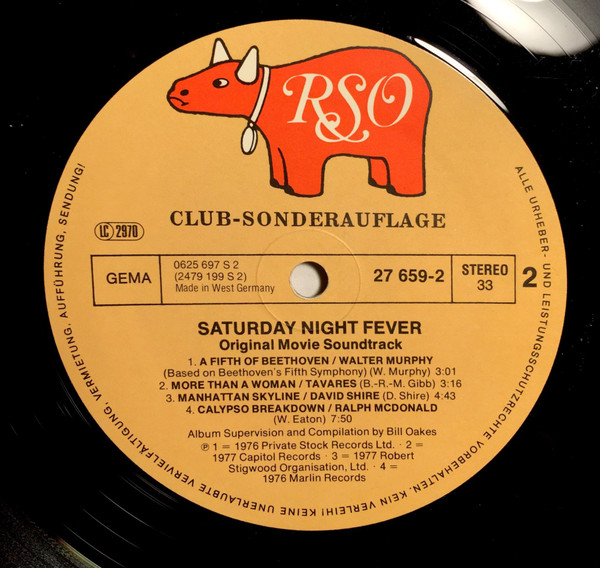 RSO
CLUB-SONDERAUFLAGE
LC 2970
GEMA
0625 697 S 2
(2479 199 S 2)
Made in West Germany
27 659-2
STEREO
33
2
SATURDAY NIGHT FEVER
Original Movie Soundtrack
1. A FIFTH OF BEETHOVEN / WALTER MURPHY
(Based on Beethoven's Fifth Symphony) (W. Murphy) 3:01
2. MORE THAN A WOMAN / TAVARES (B.-R.-M. Gibb) 3:16
3. MANHATTAN SKYLINE / DAVID SHIRE (D. Shire) 4:43
4. CALYPSO BREAKDOWN / RALPH MCDONALD
(W. Eaton) 7:50
Album Supervision and Compilation by Bill Oakes
℗ 1 = 1976 Private Stock Records Ltd. · 2 =
1977 Capitol Records · 3 = 1977 Robert
Stigwood Organisation, Ltd. · 4 =
1976 Marlin Records
ALLE URHEBER- UND LEISTUNGSSCHUTZRECHTE VORBEHALTEN. KEIN VERLEIH! KEINE UNERLAUBTE VERVIELFÄLTIGUNG, VERMIETUNG, AUFFÜHRUNG, SENDUNG!